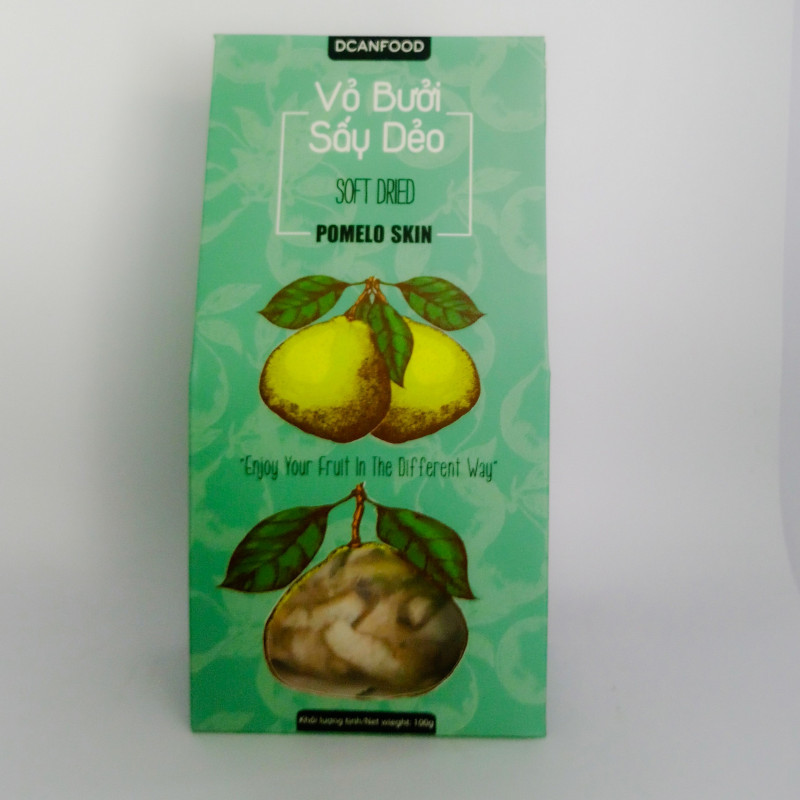 DCANFOOD
Vỏ Bưởi
Sấy Dẻo
SOFT DRIED
POMELO SKIN
"Enjoy Your Fruit In The Different Way"
Khối lượng tịnh/Net weight: 100g